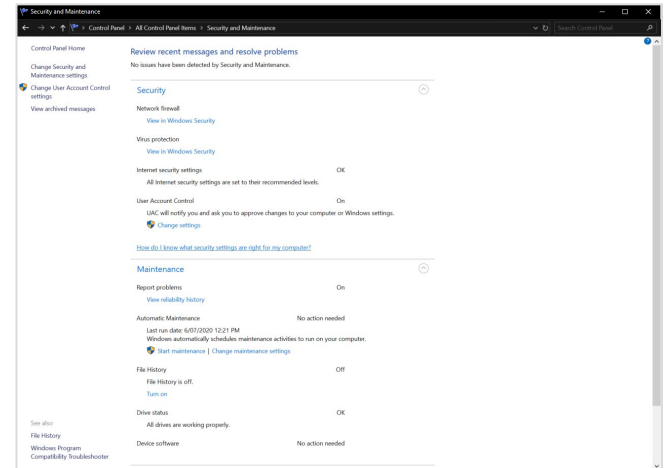 Security and Maintenance
Control Panel > All Control Panel Items > Security and Maintenance
Search Control Panel
Control Panel Home
Change Security and
Maintenance settings
Change User Account Control
settings
View archived messages
Review recent messages and resolve problems
No issues have been detected by Security and Maintenance.
Security
Network firewall
View in Windows Security
Virus protection
View in Windows Security
Internet security settings OK
All Internet security settings are set to their recommended levels.
User Account Control On
UAC will notify you and ask you to approve changes to your computer or Windows settings.
Change settings
How do I know what security settings are right for my computer?
Maintenance
Report problems On
View reliability history
Automatic Maintenance No action needed
Last run date: 6/07/2020 12:21 PM
Windows automatically schedules maintenance activities to run on your computer.
Start maintenance | Change maintenance settings
File History Off
File History is off.
Turn on
Drive status OK
All drives are working properly.
Device software No action needed
See also
File History
Windows Program
Compatibility Troubleshooter